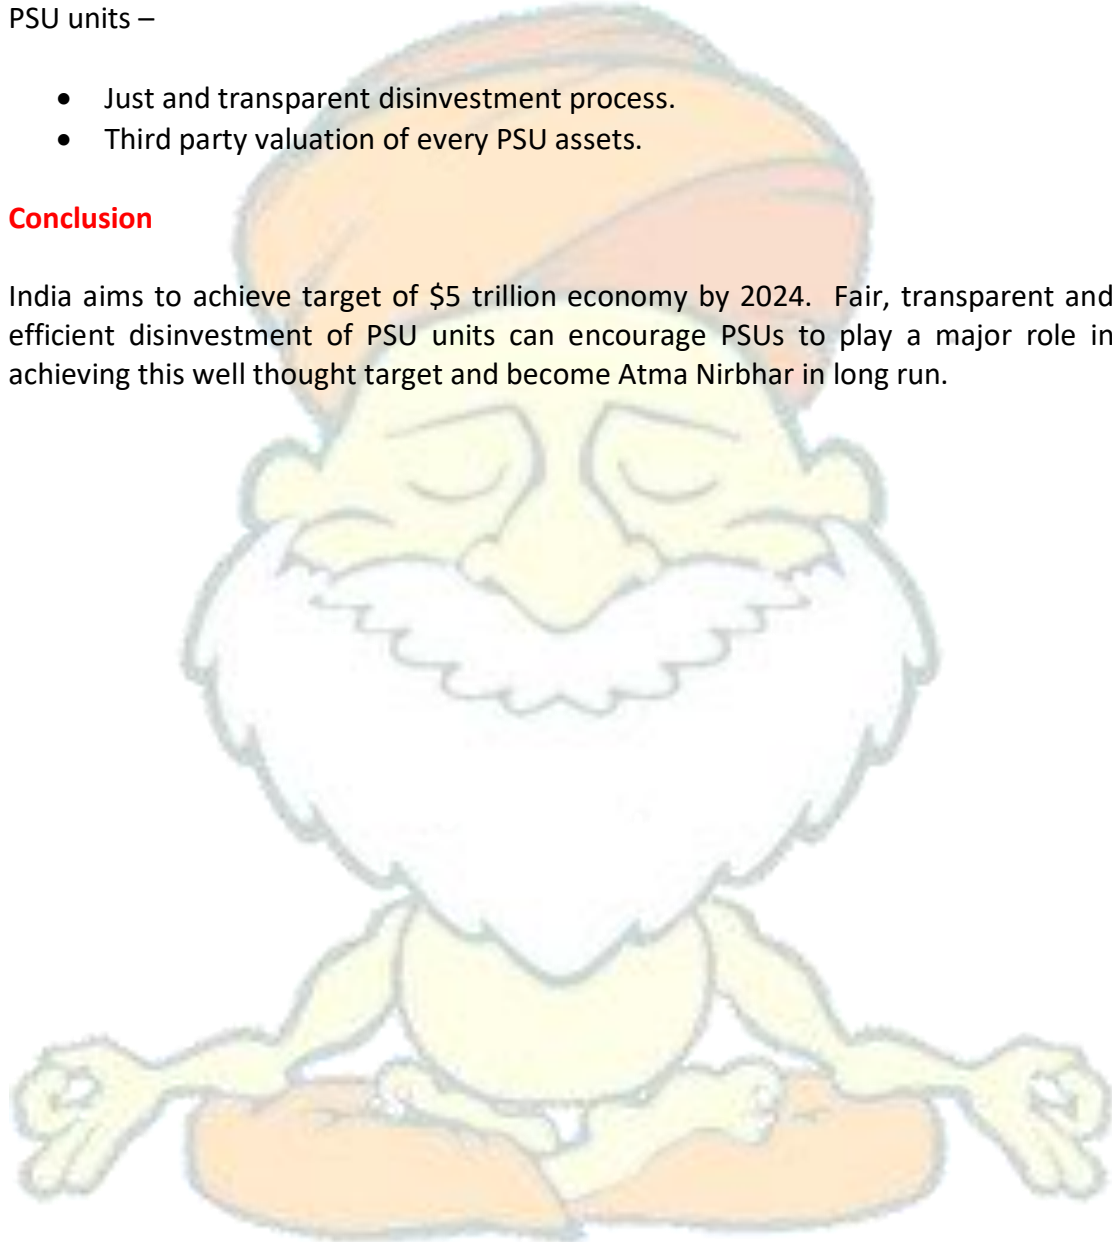 PSU units –
• Just and transparent disinvestment process.
• Third party valuation of every PSU assets.
Conclusion
India aims to achieve target of $5 trillion economy by 2024. Fair, transparent and
efficient disinvestment of PSU units can encourage PSUs to play a major role in
achieving this well thought target and become Atma Nirbhar in long run.